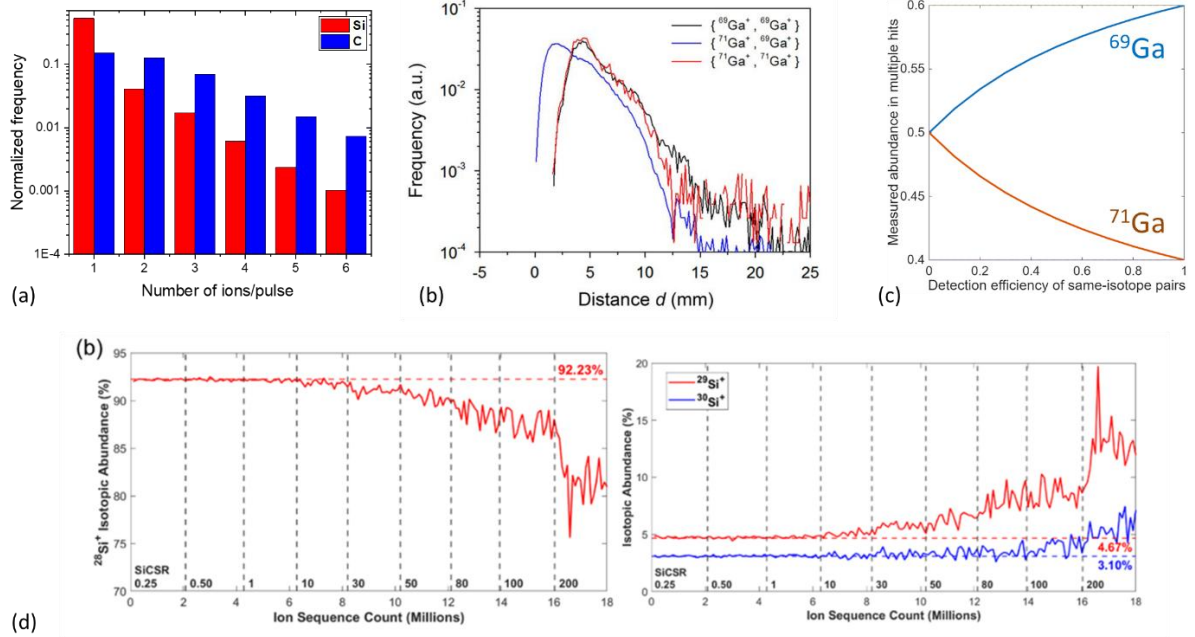 Si
C
0.1
0.01
0.001
1E-4
Normalized frequency
1 2 3 4 5 6
Number of ions/pulse
(a)
{ ⁶⁹Ga⁺ , ⁶⁹Ga⁺ }
{ ⁷¹Ga⁺ , ⁶⁹Ga⁺ }
{ ⁷¹Ga⁺ , ⁷¹Ga⁺ }
10⁻¹
10⁻²
10⁻³
10⁻⁴
Frequency (a.u.)
-5 0 5 10 15 20 25
Distance d (mm)
(b)
0.6
0.55
0.5
0.45
0.4
Measured abundance in multiple hits
⁶⁹Ga
⁷¹Ga
0 0.2 0.4 0.6 0.8 1
Detection efficiency of same-isotope pairs
(c)
(b)
95
90
85
80
75
70
²⁸Si⁺ Isotopic Abundance (%)
92.23%
SiCSR
0.25 0.50 1 10 30 50 80 100 200
0 2 4 6 8 10 12 14 16 18
Ion Sequence Count (Millions)
20
15
10
5
0
Isotopic Abundance (%)
²⁹Si⁺
³⁰Si⁺
4.67%
3.10%
SiCSR
0.25 0.50 1 10 30 50 80 100 200
0 2 4 6 8 10 12 14 16 18
Ion Sequence Count (Millions)
(d)